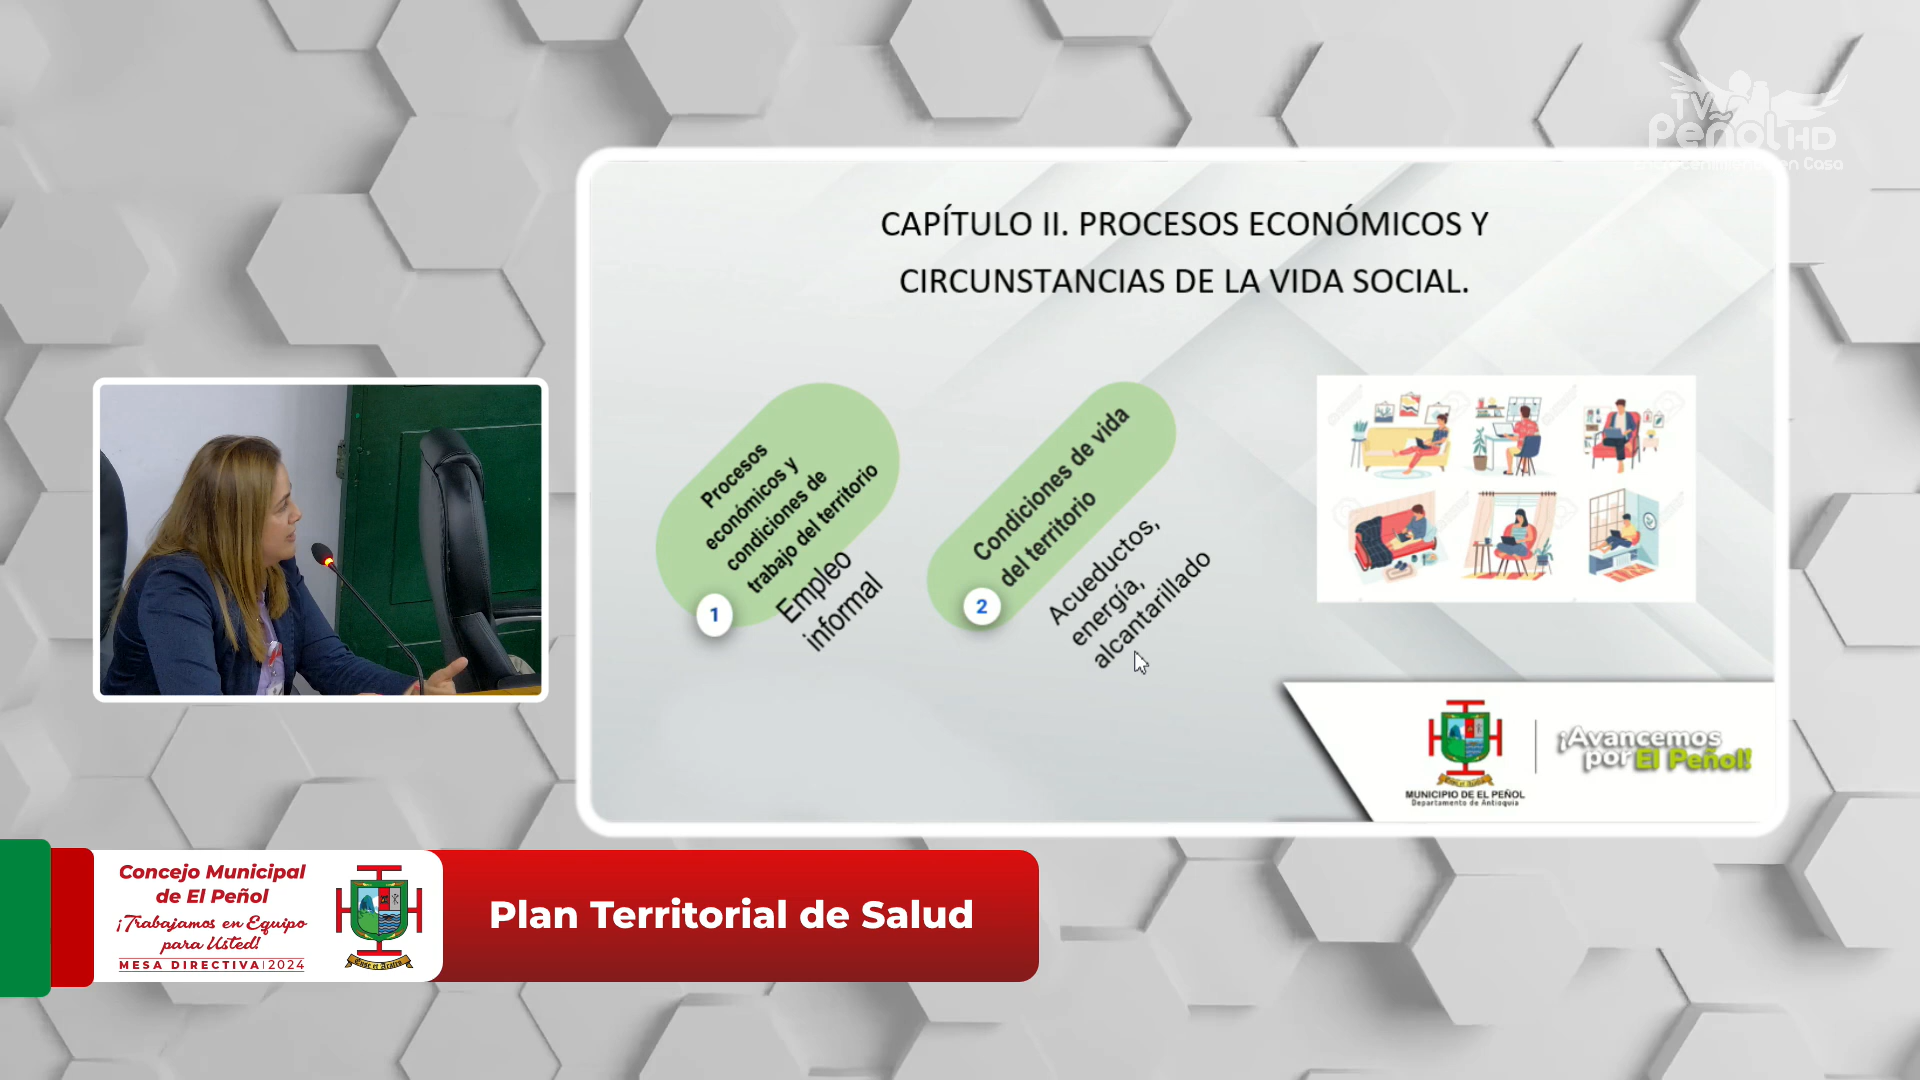 TV
Peñol HD
en Casa
CAPÍTULO II. PROCESOS ECONÓMICOS Y
CIRCUNSTANCIAS DE LA VIDA SOCIAL.
Procesos
económicos y
condiciones de
trabajo del territorio
1
Empleo
informal
Condiciones de vida
del territorio
2
Acueductos,
energía,
alcantarillado
MUNICIPIO DE EL PEÑOL
Departamento de Antioquia
¡Avancemos
por El Peñol!
Concejo Municipal
de El Peñol
¡Trabajamos en Equipo
para Usted!
MESA DIRECTIVA|2024
Plan Territorial de Salud